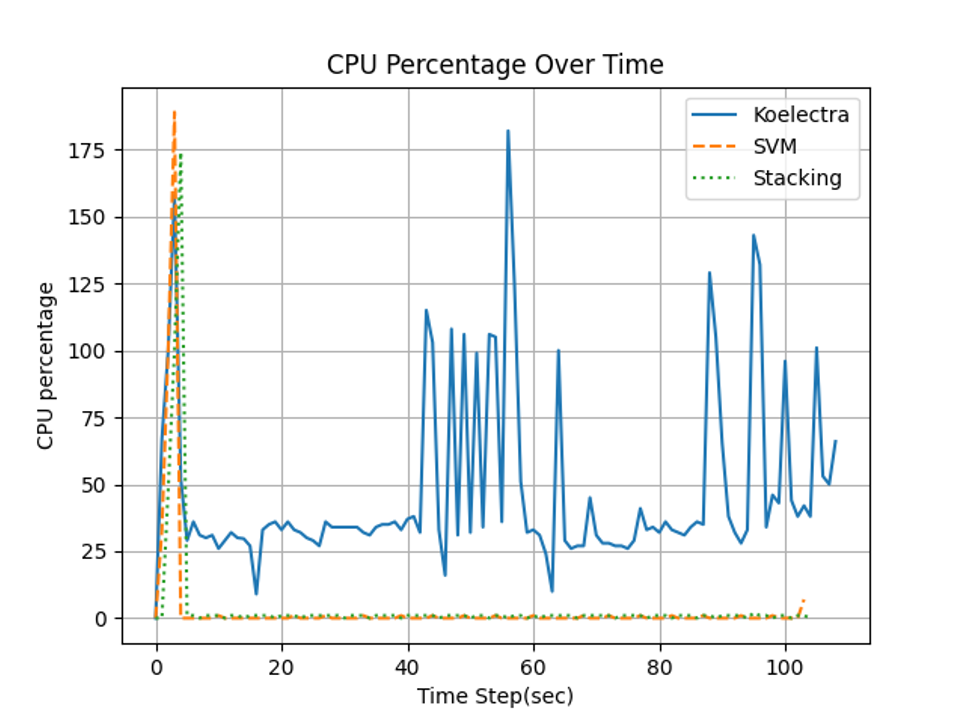 CPU Percentage Over Time
Koelectra
SVM
Stacking
175
150
125
100
75
50
25
0
CPU percentage
0 20 40 60 80 100
Time Step(sec)